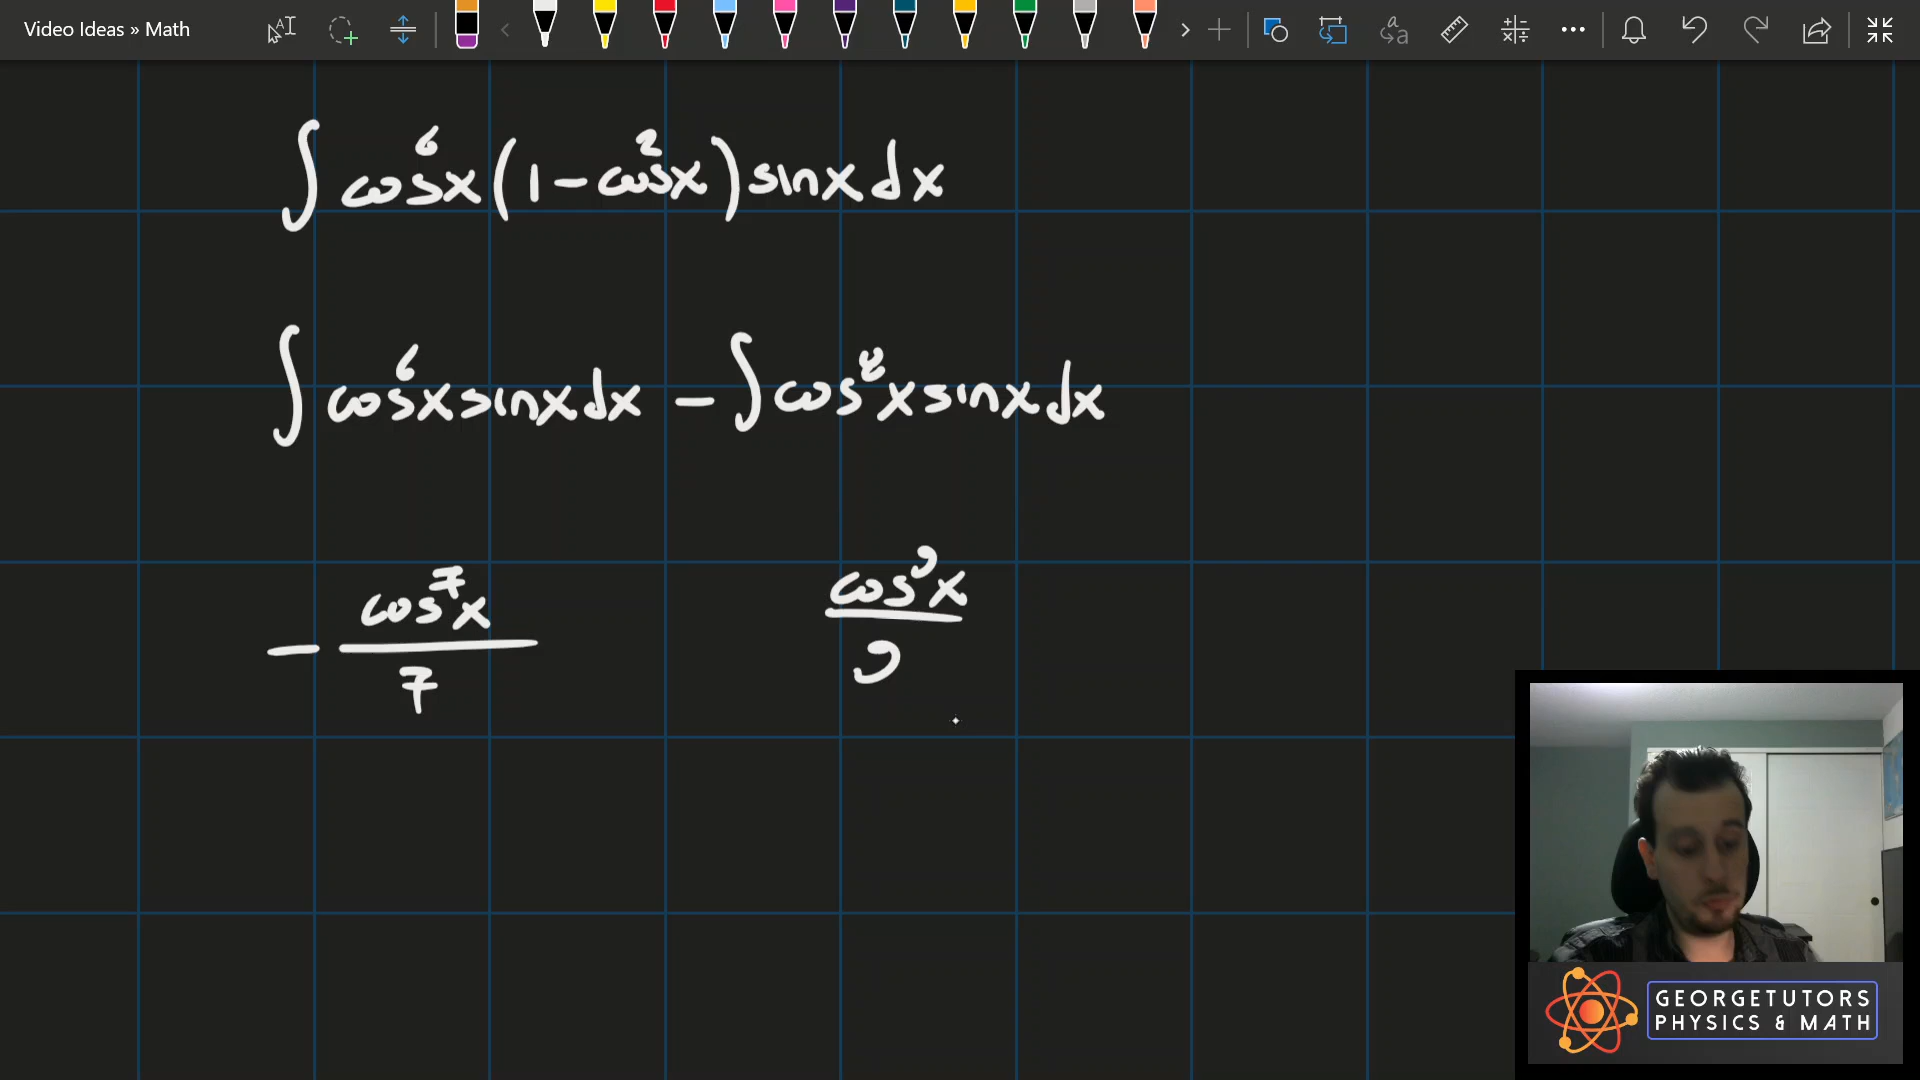 Video Ideas » Math
∫ cos⁶x (1 − cos²x) sinx dx
∫ cos⁶x sinx dx − ∫ cos⁸x sinx dx
− cos⁷x / 7    cos⁹x / 9
GEORGETUTORS
PHYSICS & MATH